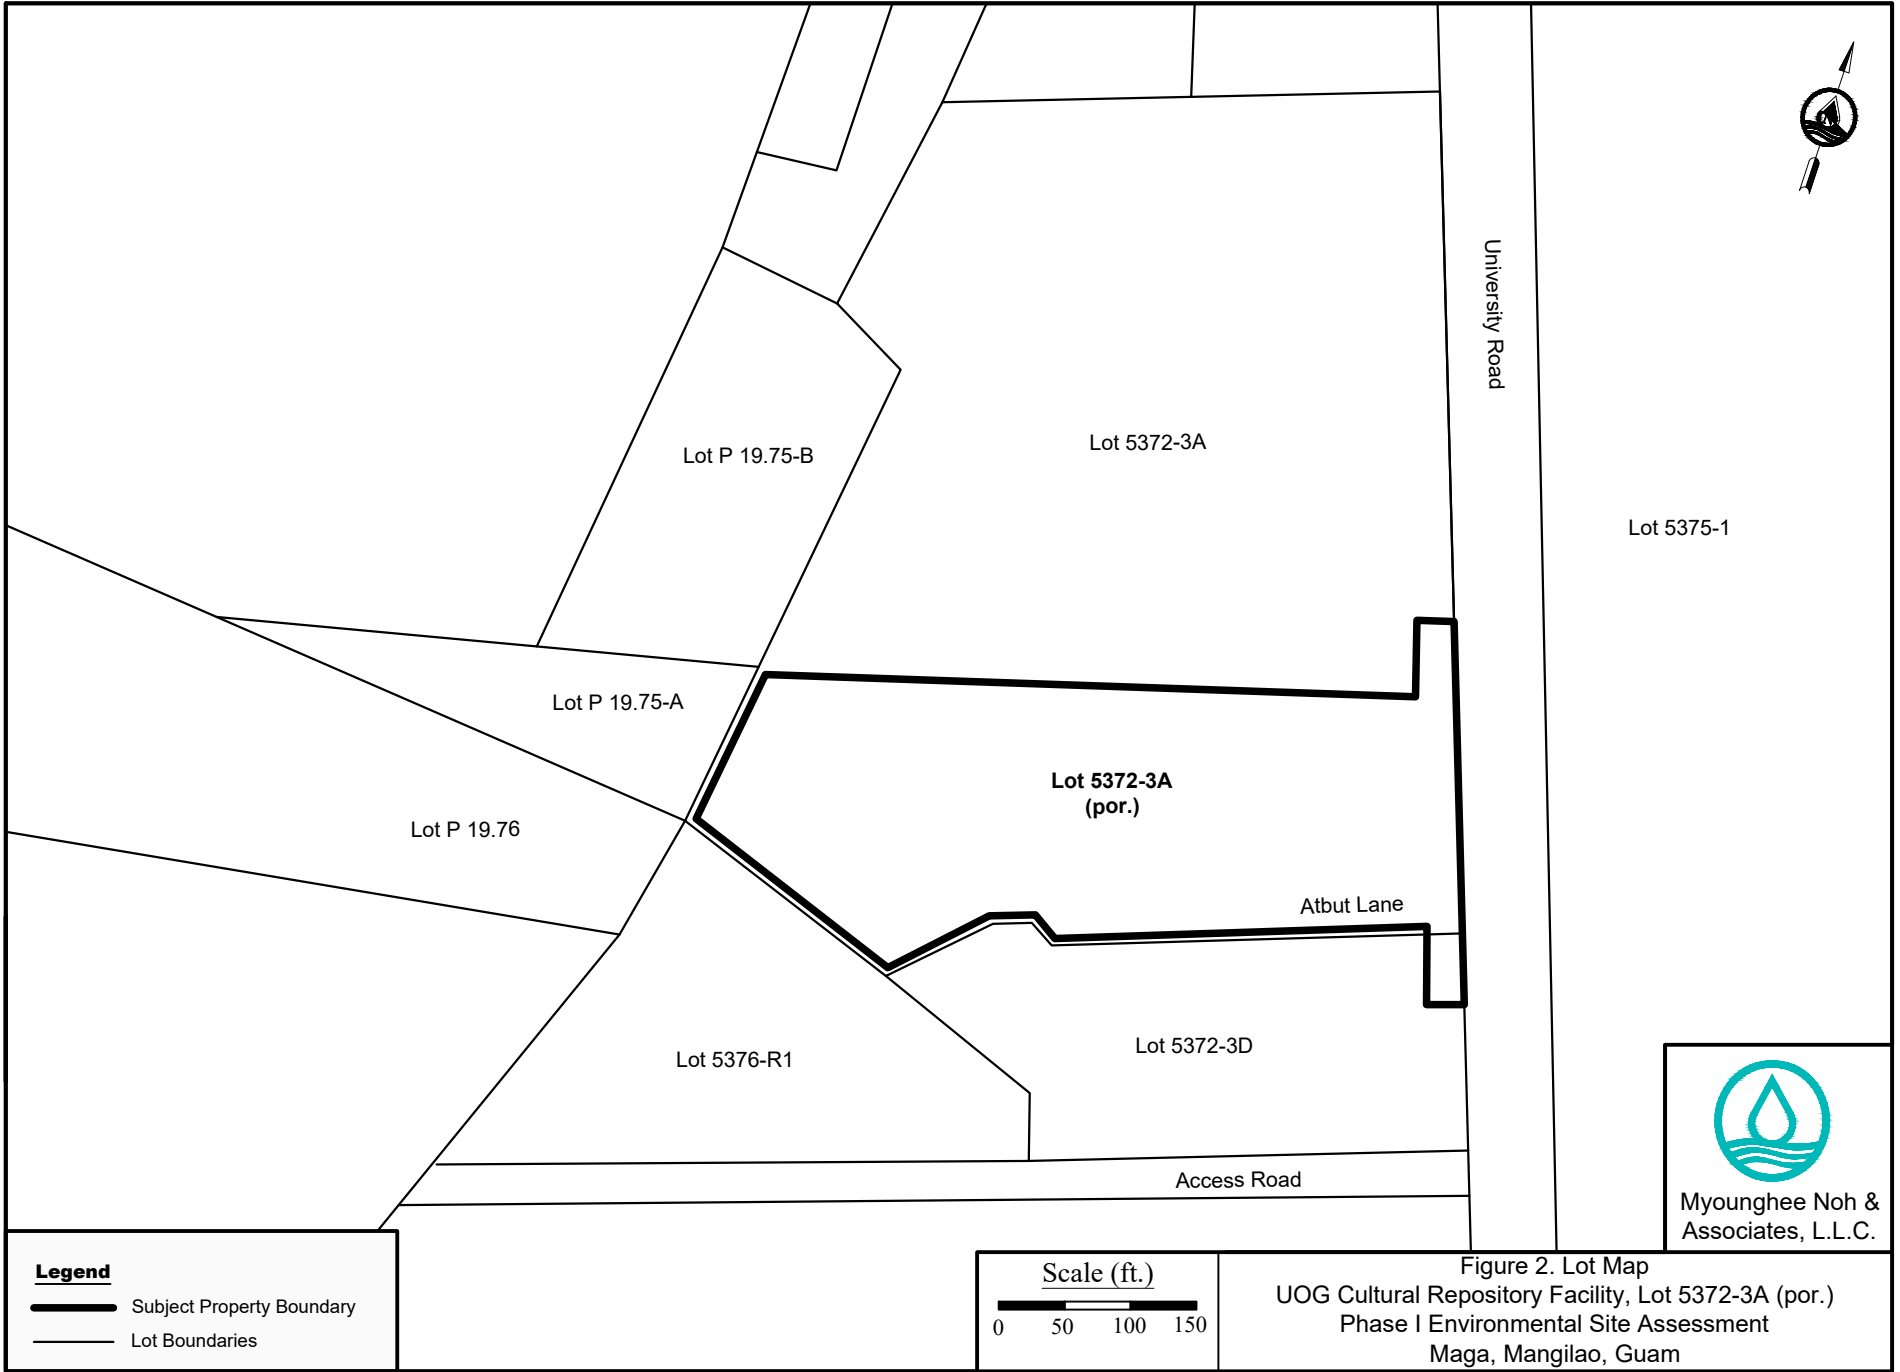 University Road
Lot P 19.75-B
Lot 5372-3A
Lot 5375-1
Lot P 19.75-A
Lot 5372-3A
(por.)
Lot P 19.76
Atbut Lane
Lot 5376-R1
Lot 5372-3D
Access Road
Myounghee Noh &
Associates, L.L.C.
Legend
Subject Property Boundary
Lot Boundaries
Scale (ft.)
0 50 100 150
Figure 2. Lot Map
UOG Cultural Repository Facility, Lot 5372-3A (por.)
Phase I Environmental Site Assessment
Maga, Mangilao, Guam